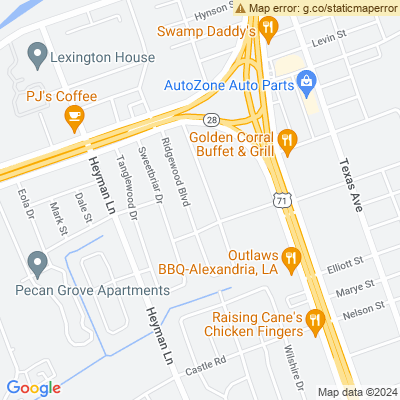 Map error: g.co/staticmaperror
Hynson St
Swamp Daddy's
Levin St
Lexington House
AutoZone Auto Parts
PJ's Coffee
28
Golden Corral
Buffet & Grill
Heyman Ln
Tanglewood Dr
Sweetbriar Dr
Ridgewood Blvd
Texas Ave
71
Eola Dr
Mark St
Dale St
Outlaws
BBQ-Alexandria, LA
Elliott St
Pecan Grove Apartments
Marye St
Nelson St
Raising Cane's
Chicken Fingers
Heyman Ln
Castle Rd
Wilshire Dr
Google
Map data ©2024